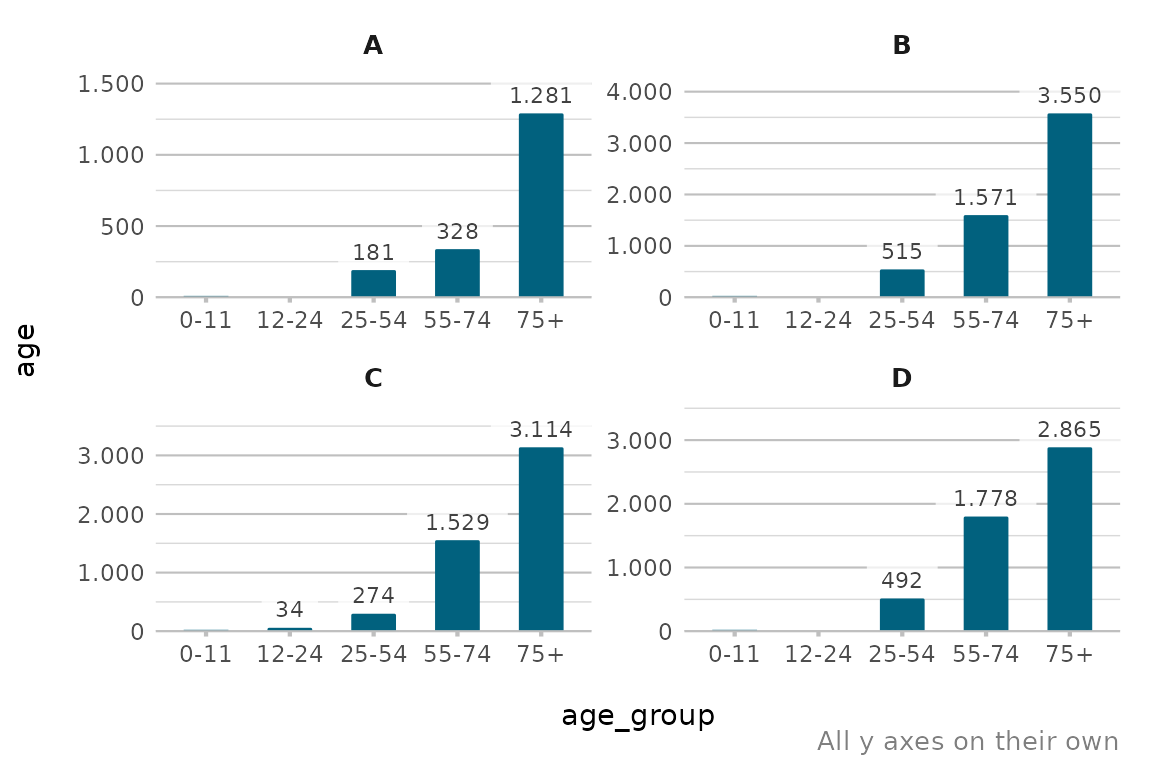 A
1.500
1.000
500
0
181
328
1.281
0-11 12-24 25-54 55-74 75+
B
4.000
3.000
2.000
1.000
0
515
1.571
3.550
0-11 12-24 25-54 55-74 75+
age
C
3.000
2.000
1.000
0
34
274
1.529
3.114
0-11 12-24 25-54 55-74 75+
D
3.000
2.000
1.000
0
492
1.778
2.865
0-11 12-24 25-54 55-74 75+
age_group
All y axes on their own